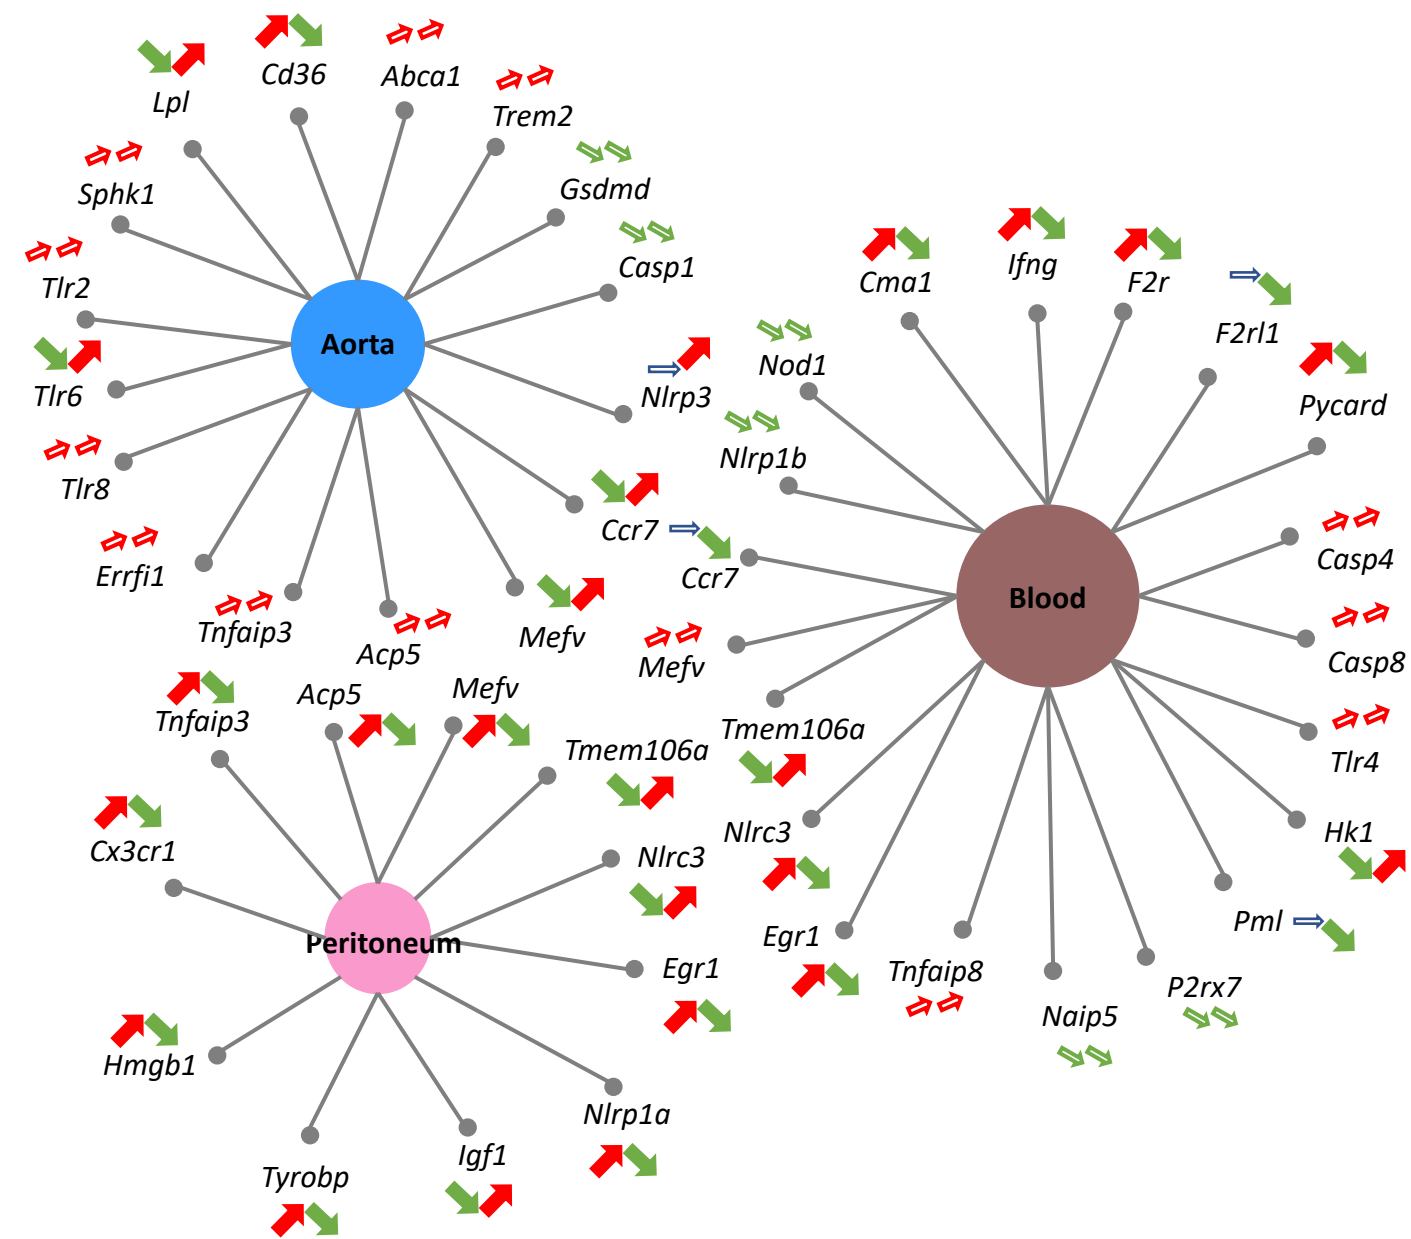 Cd36
Abca1
Lpl
Trem2
Sphk1
Gsdmd
Casp1
Tlr2
Aorta
Tlr6
Nlrp3
Tlr8
Ccr7
Errfi1
Tnfaip3
Acp5
Mefv
Cma1
Ifng
F2r
F2rl1
Nod1
Pycard
Nlrp1b
Casp4
Ccr7
Blood
Mefv
Casp8
Tmem106a
Tlr4
Nlrc3
Hk1
Egr1
Pml
Tnfaip8
Naip5
P2rx7
Acp5
Mefv
Tnfaip3
Tmem106a
Cx3cr1
Nlrc3
Peritoneum
Egr1
Hmgb1
Nlrp1a
Igf1
Tyrobp